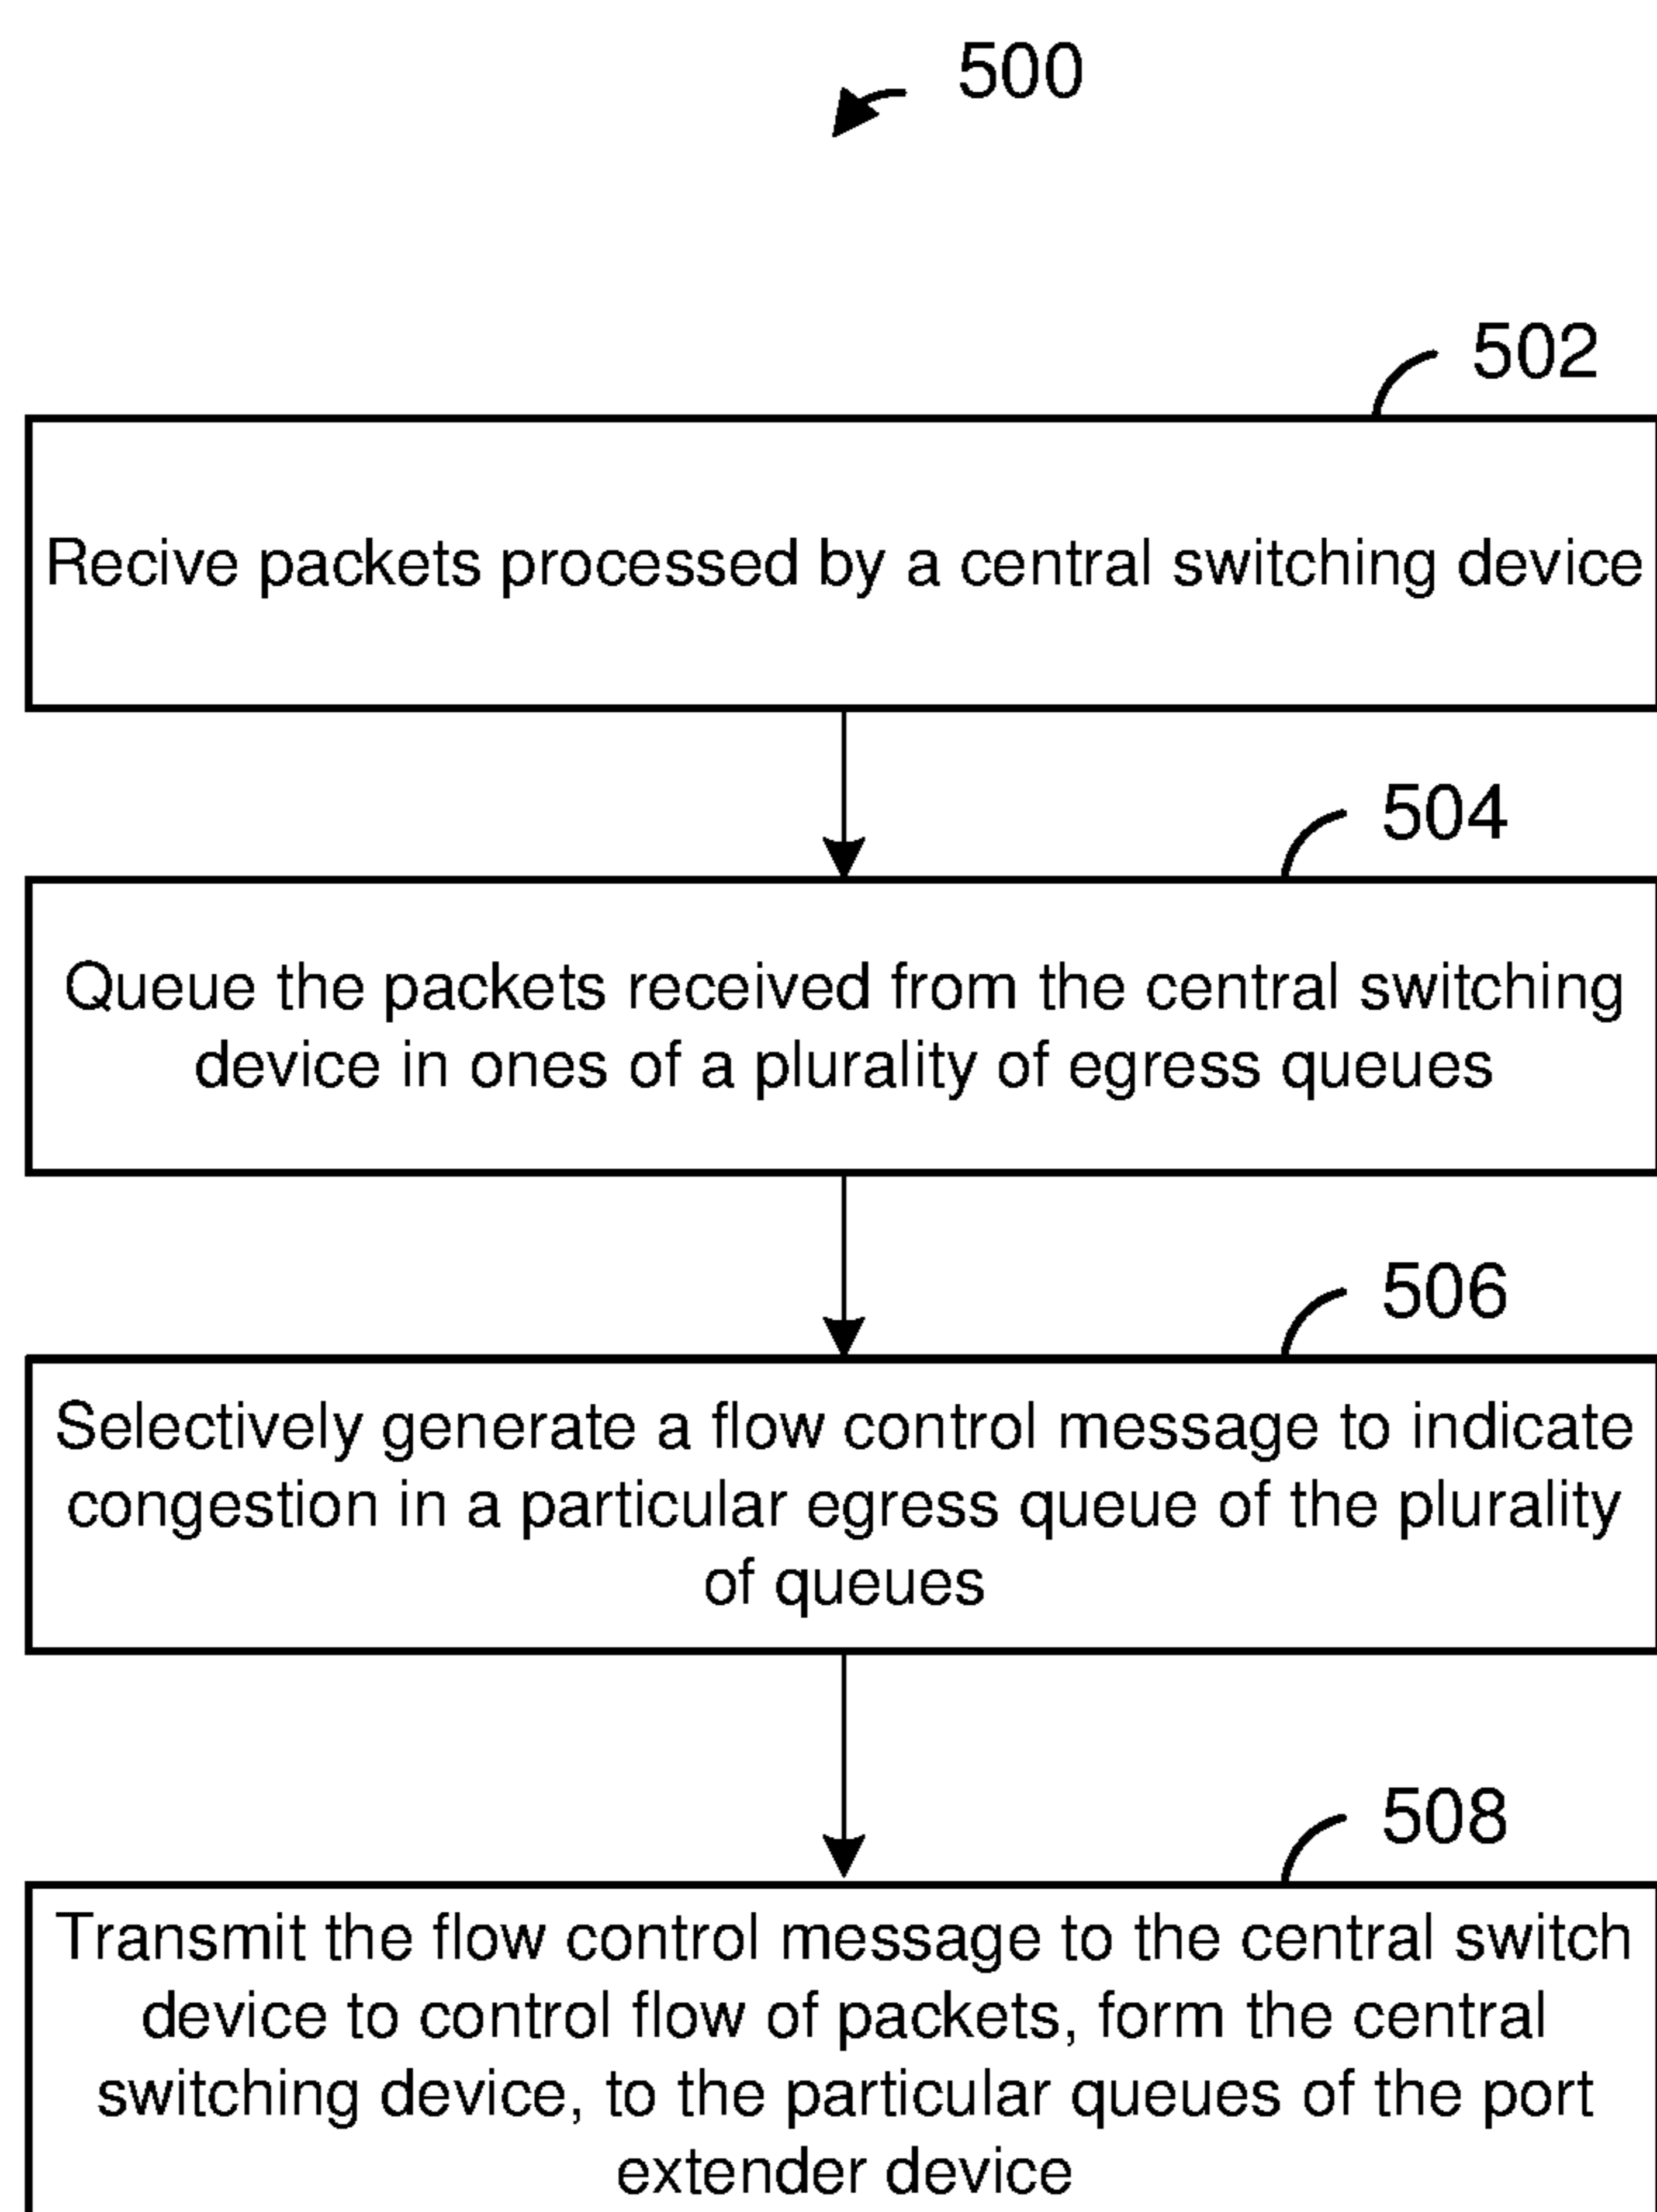 500
502
Recive packets processed by a central switching device
504
Queue the packets received from the central switching
device in ones of a plurality of egress queues
506
Selectively generate a flow control message to indicate
congestion in a particular egress queue of the plurality
of queues
508
Transmit the flow control message to the central switch
device to control flow of packets, form the central
switching device, to the particular queues of the port
extender device